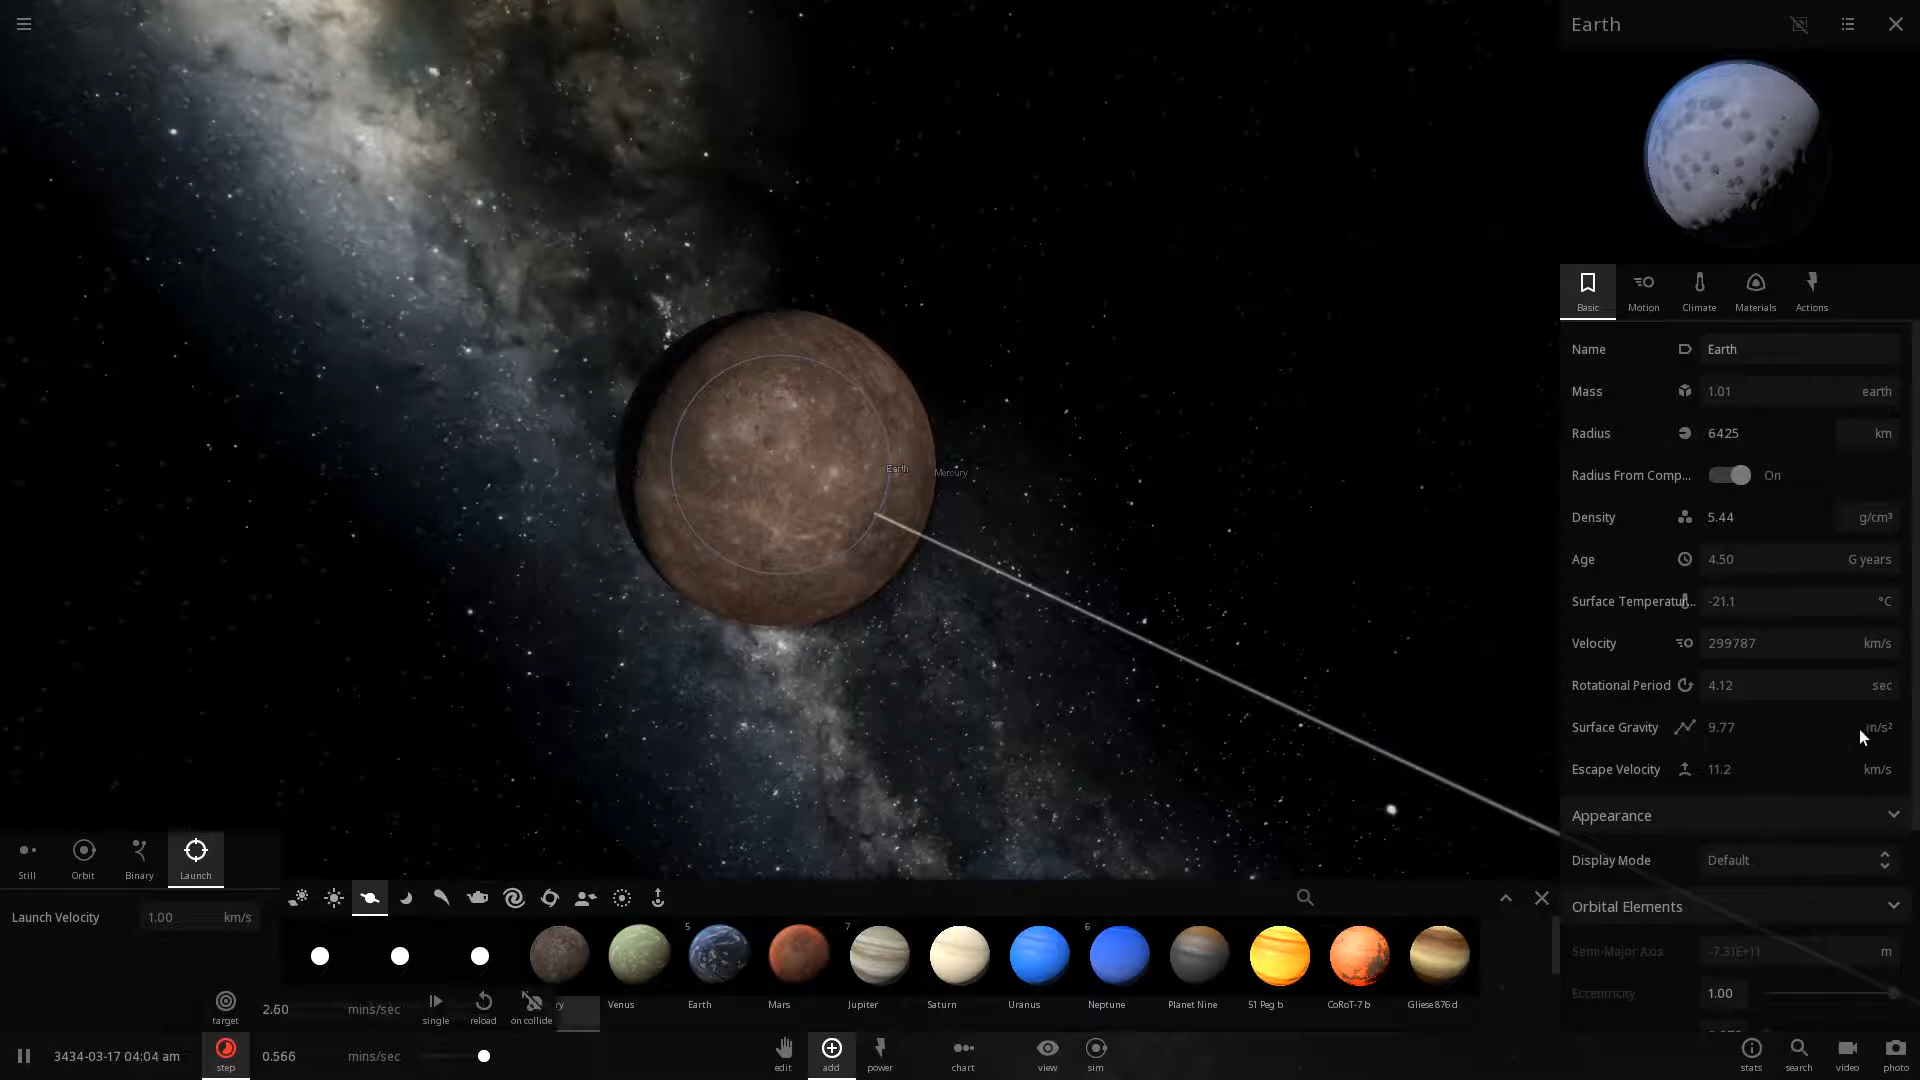 Earth
Basic
Motion
Climate
Materials
Actions
Name
Earth
Mass
1.01
earth
Radius
6425
km
Radius From Comp...
On
Density
5.44
g/cm³
Age
4.50
G years
Surface Temperatur...
-21.1
°C
Velocity
299787
km/s
Rotational Period
4.12
sec
Surface Gravity
9.77
m/s²
Escape Velocity
11.2
km/s
Appearance
Display Mode
Default
Orbital Elements
Semi-Major Axis
-7.31E+11
m
Eccentricity
1.00
Earth
Mercury
Still
Orbit
Binary
Launch
Launch Velocity
1.00
km/s
5
7
6
Venus
Earth
Mars
Jupiter
Saturn
Uranus
Neptune
Planet Nine
51 Peg b
CoRoT-7 b
Gliese 876 d
target
2.60
mins/sec
single
reload
on collide
3434-03-17 04:04 am
step
0.566
mins/sec
edit
add
power
chart
view
sim
stats
search
video
photo